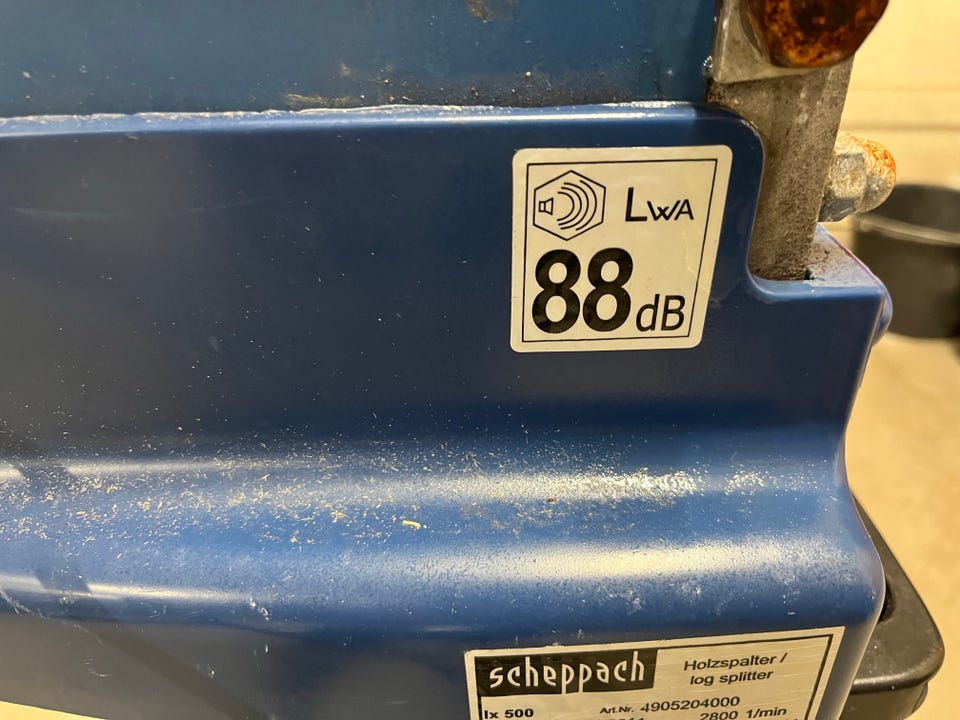 LWA
88 dB
scheppach
Holzspalter /
log splitter
lx 500
Art.Nr. 4905204000
2800 1/min